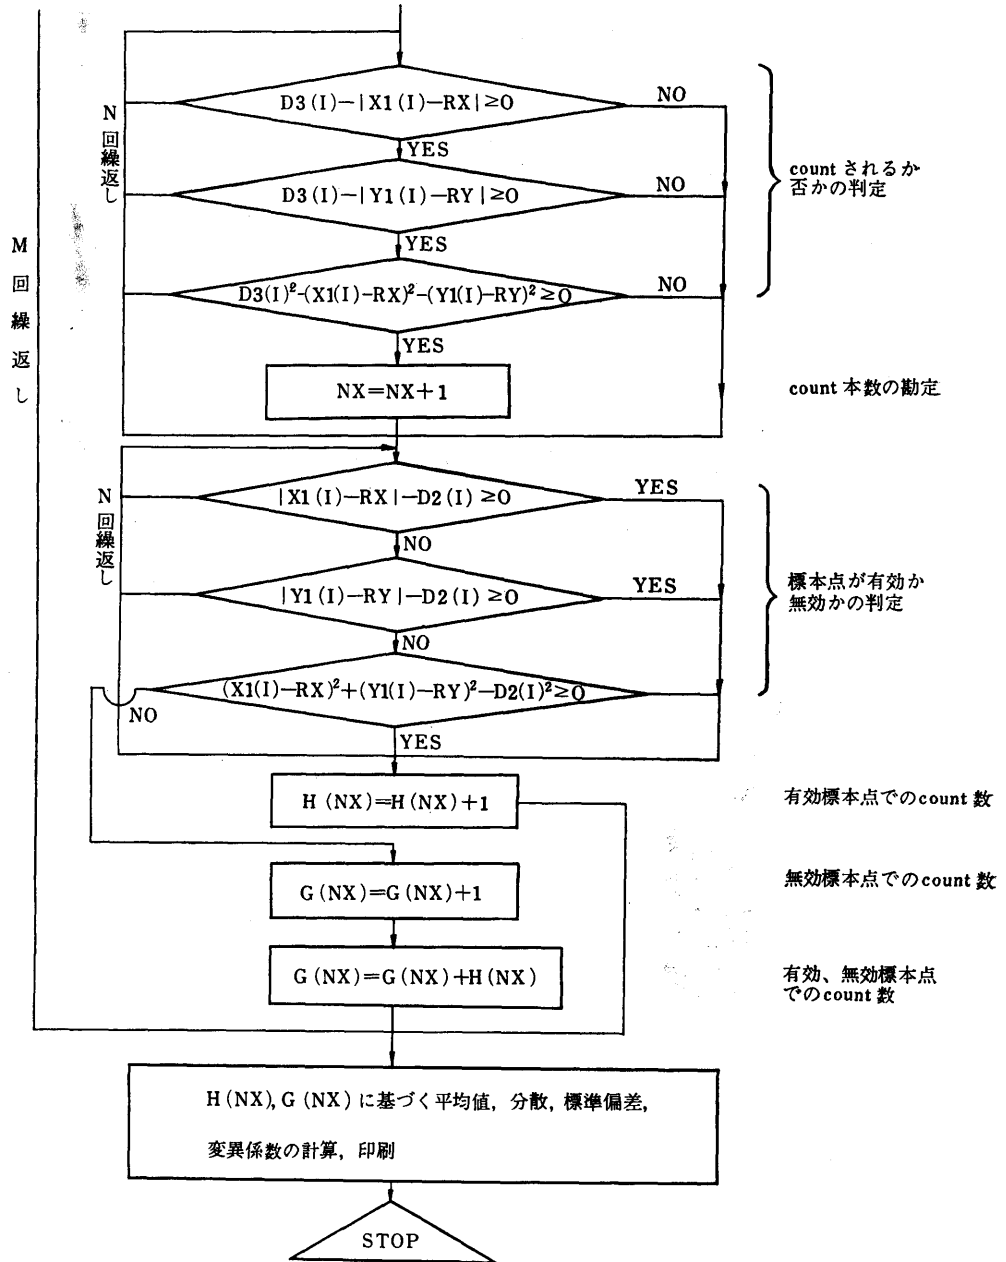 D3(I)−|X1(I)−RX|≥0
NO
YES
N回繰返し
D3(I)−|Y1(I)−RY|≥0
NO
YES
countされるか
否かの判定
D3(I)²-(X1(I)-RX)²-(Y1(I)-RY)²≥0
NO
YES
M回繰返し
NX=NX+1
count本数の勘定
|X1(I)−RX|−D2(I)≥0
YES
NO
N回繰返し
|Y1(I)−RY|−D2(I)≥0
YES
NO
標本点が有効か
無効かの判定
(X1(I)−RX)²+(Y1(I)−RY)²−D2(I)²≥0
NO
YES
H(NX)=H(NX)+1
有効標本点でのcount数
G(NX)=G(NX)+1
無効標本点でのcount数
G(NX)=G(NX)+H(NX)
有効、無効標本点
でのcount数
H(NX),G(NX)に基づく平均値,分散,標準偏差,
変異係数の計算,印刷
STOP